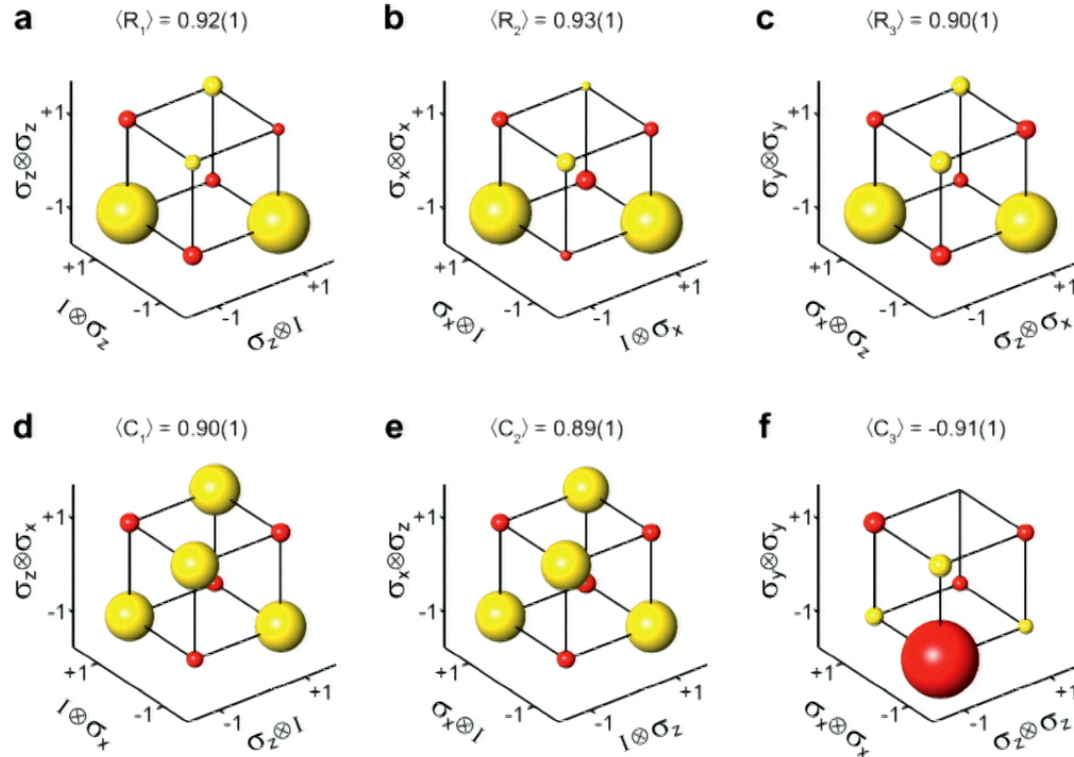 a ⟨R₁⟩ = 0.92(1)
b ⟨R₂⟩ = 0.93(1)
c ⟨R₃⟩ = 0.90(1)
σz⊗σz
+1
-1
+1
-1
I⊗σz
-1
+1
σz⊗I
σx⊗σx
+1
-1
+1
-1
σx⊗I
-1
+1
I⊗σx
σy⊗σy
+1
-1
+1
-1
σx⊗σz
-1
+1
σz⊗σx
d ⟨C₁⟩ = 0.90(1)
e ⟨C₂⟩ = 0.89(1)
f ⟨C₃⟩ = -0.91(1)
σz⊗σx
+1
-1
+1
-1
I⊗σx
-1
+1
σz⊗I
σx⊗σz
+1
-1
+1
-1
σx⊗I
-1
+1
I⊗σz
σy⊗σy
+1
-1
+1
-1
σx⊗σx
-1
+1
σz⊗σz